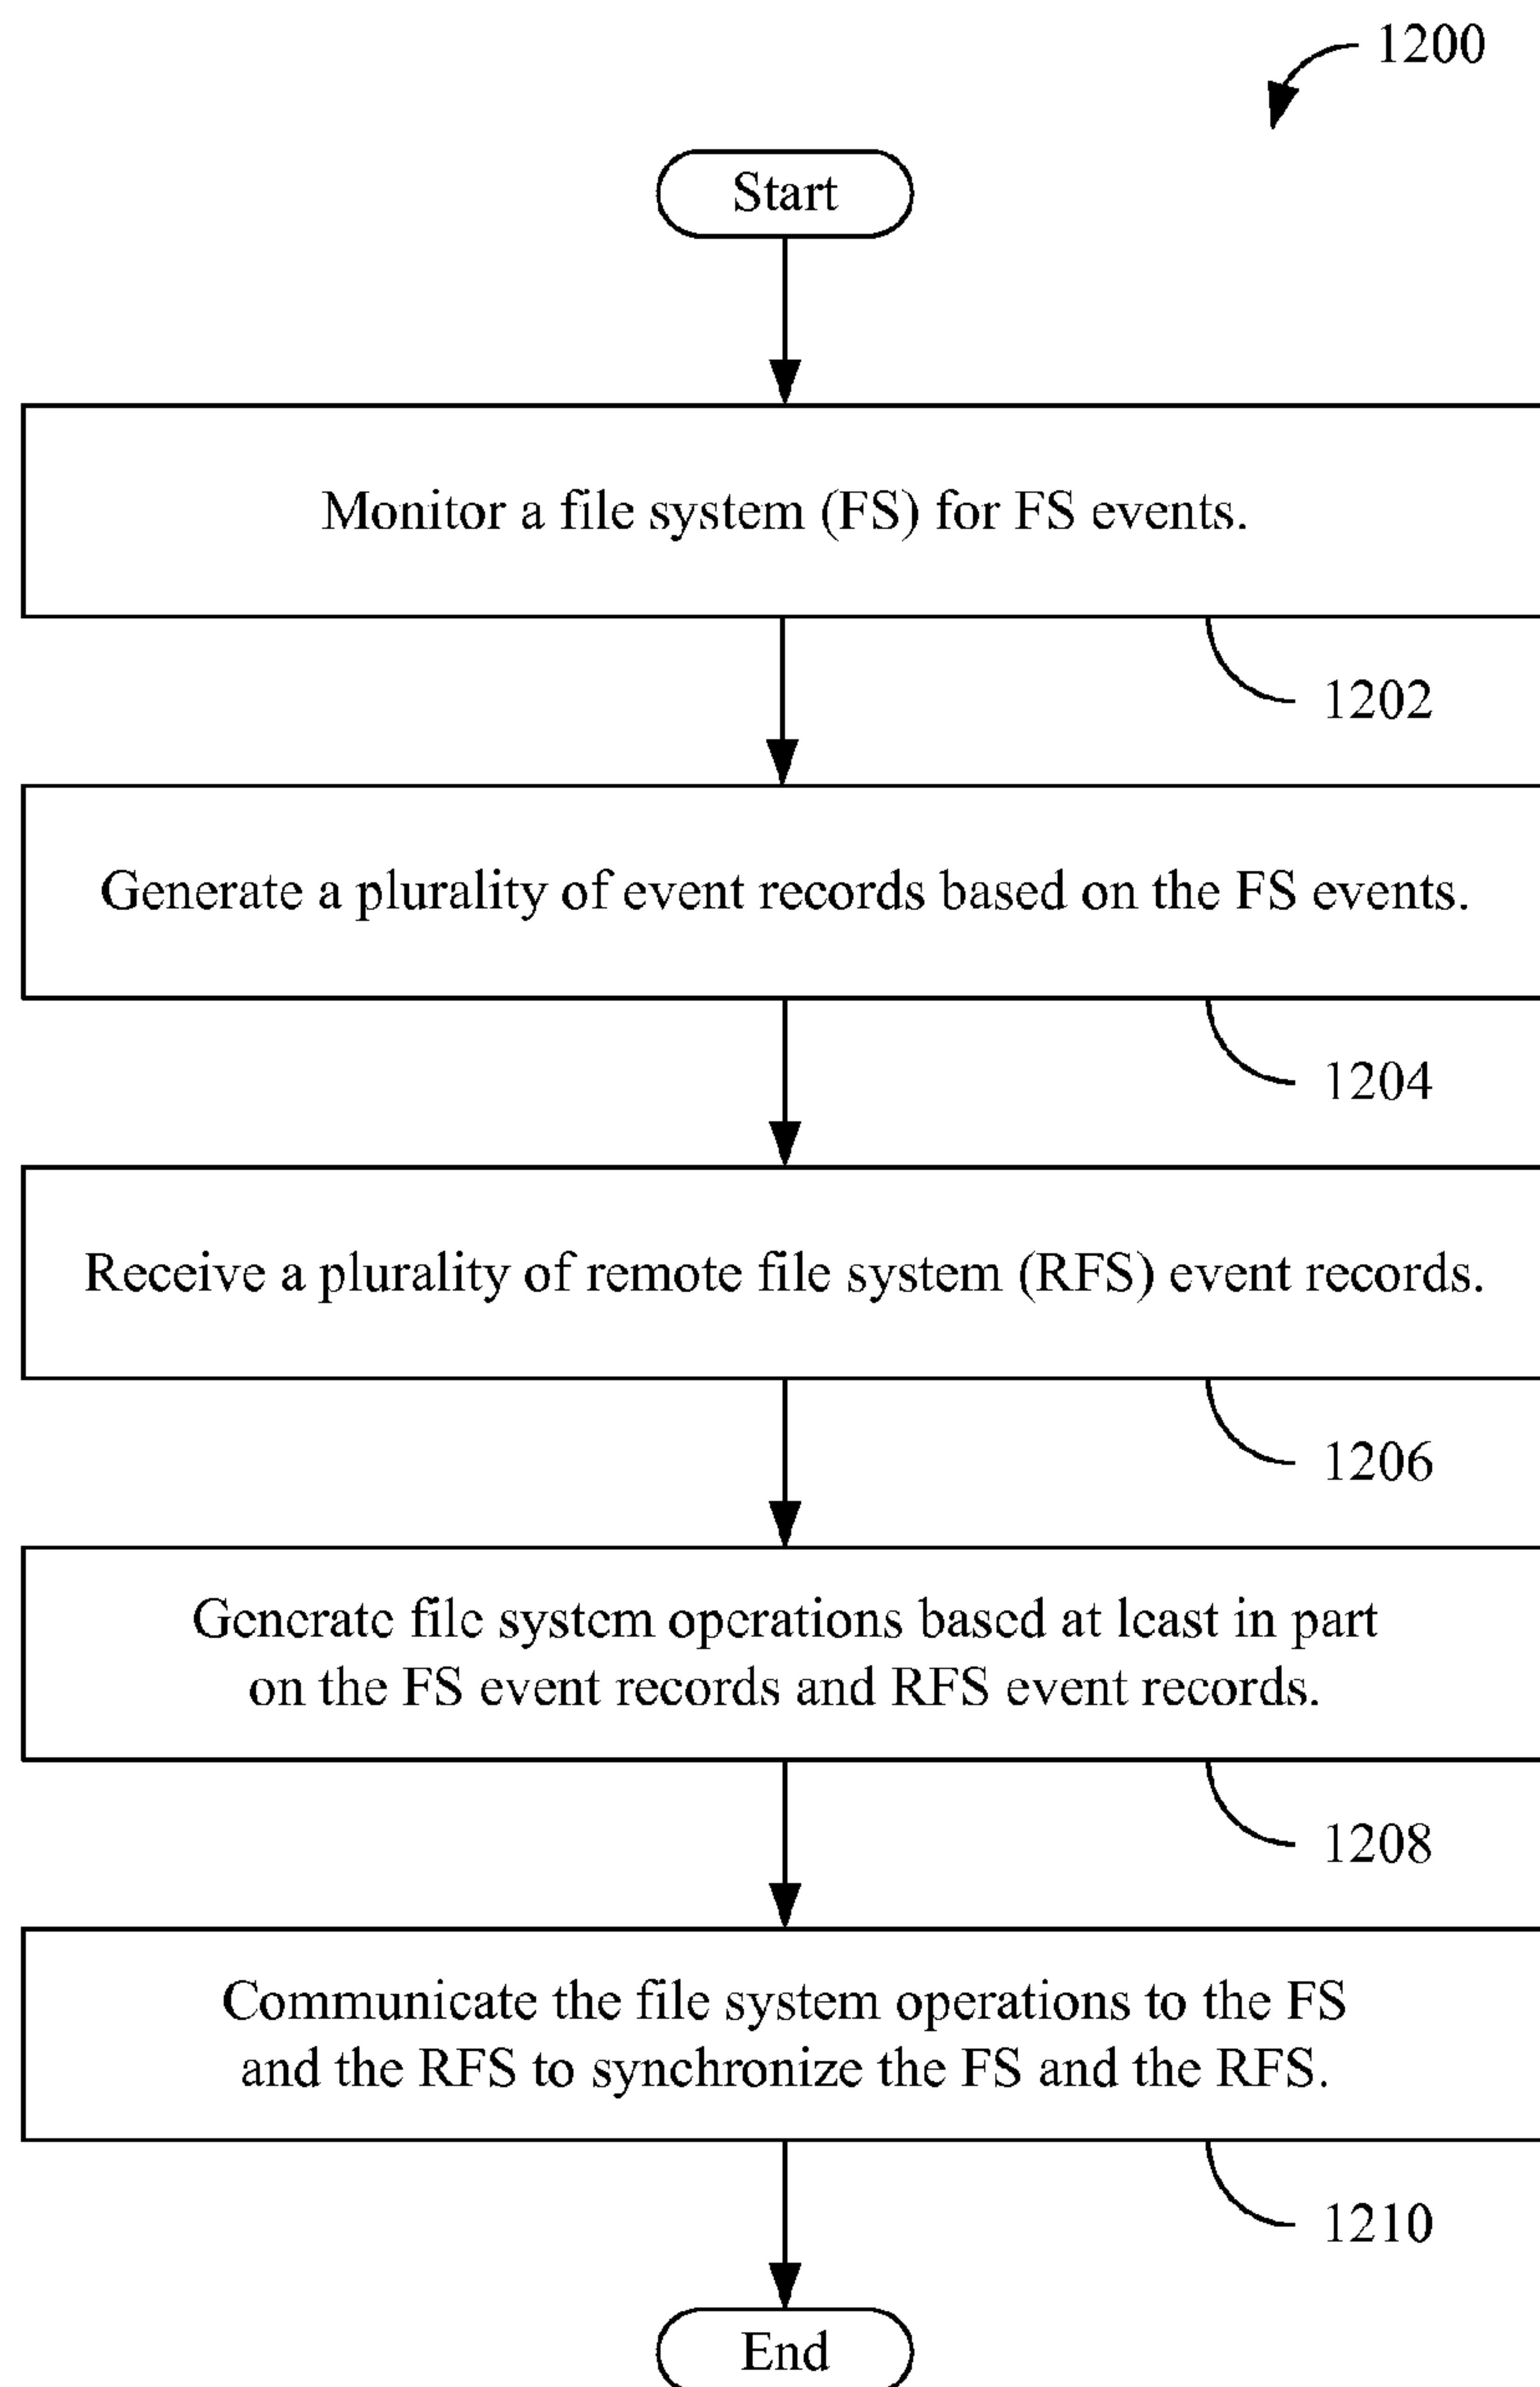 1200
Start
Monitor a file system (FS) for FS events.
1202
Generate a plurality of event records based on the FS events.
1204
Receive a plurality of remote file system (RFS) event records.
1206
Generate file system operations based at least in part
on the FS event records and RFS event records.
1208
Communicate the file system operations to the FS
and the RFS to synchronize the FS and the RFS.
1210
End